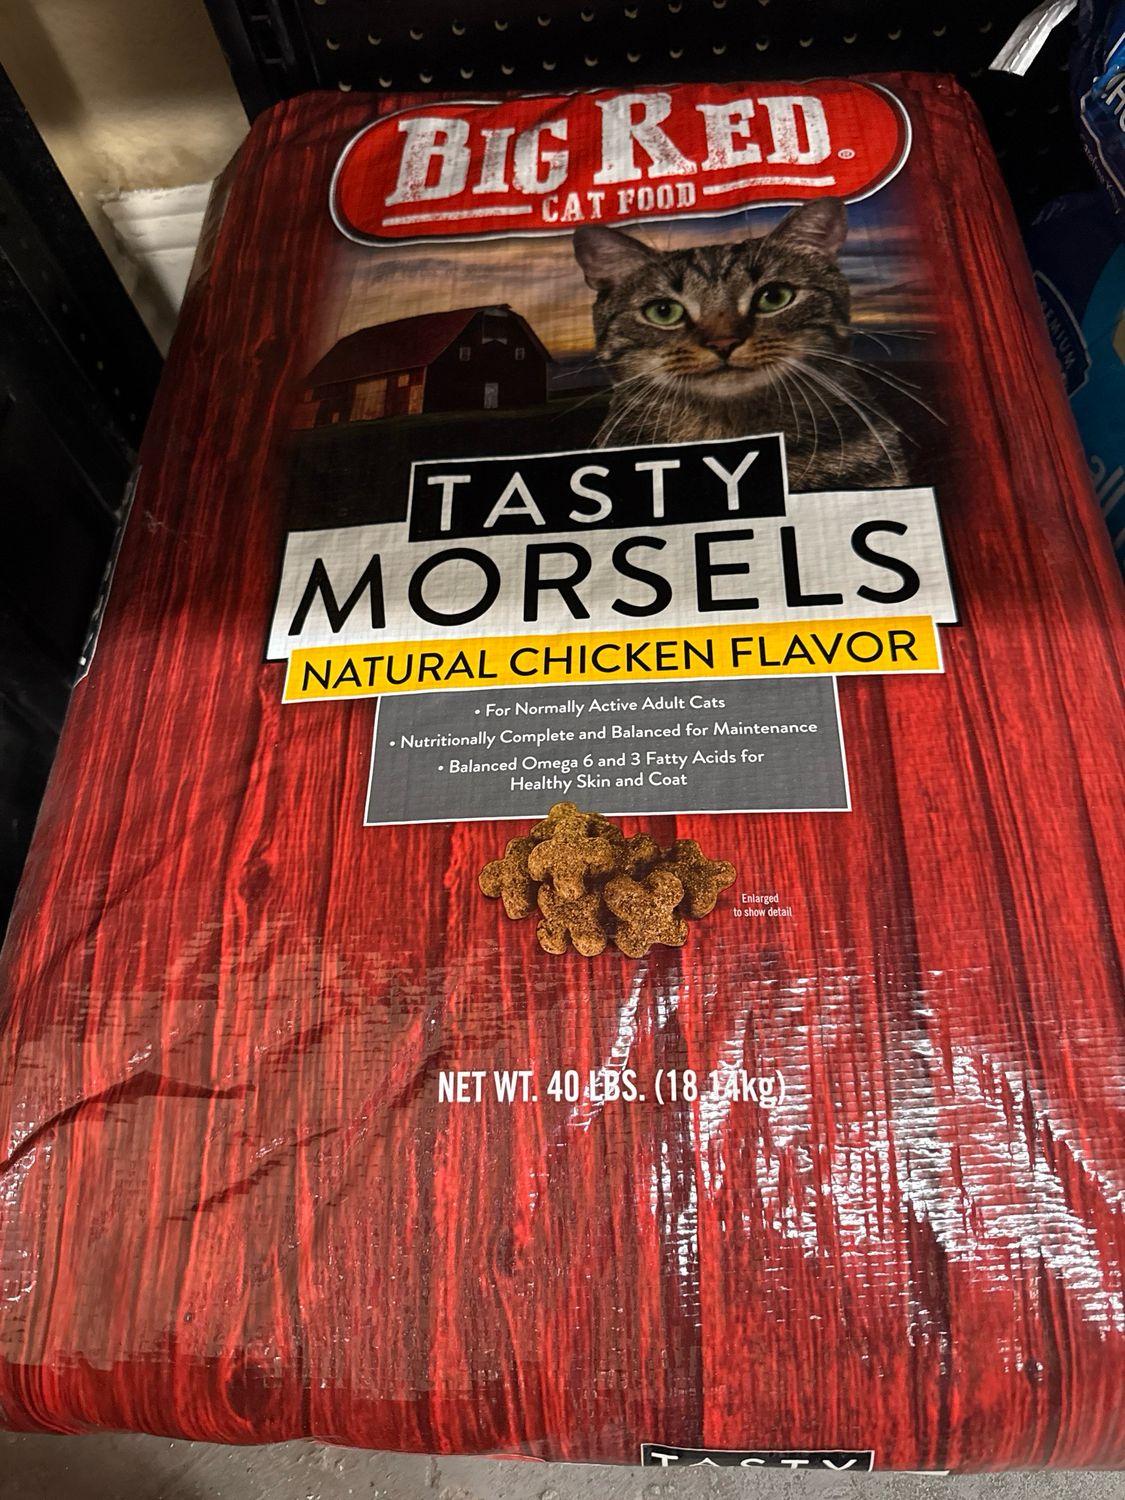 BIG RED®
CAT FOOD
TASTY
MORSELS
NATURAL CHICKEN FLAVOR
• For Normally Active Adult Cats
• Nutritionally Complete and Balanced for Maintenance
• Balanced Omega 6 and 3 Fatty Acids for
Healthy Skin and Coat
Enlarged
to show detail
NET WT. 40 LBS. (18.14kg)
TASTY